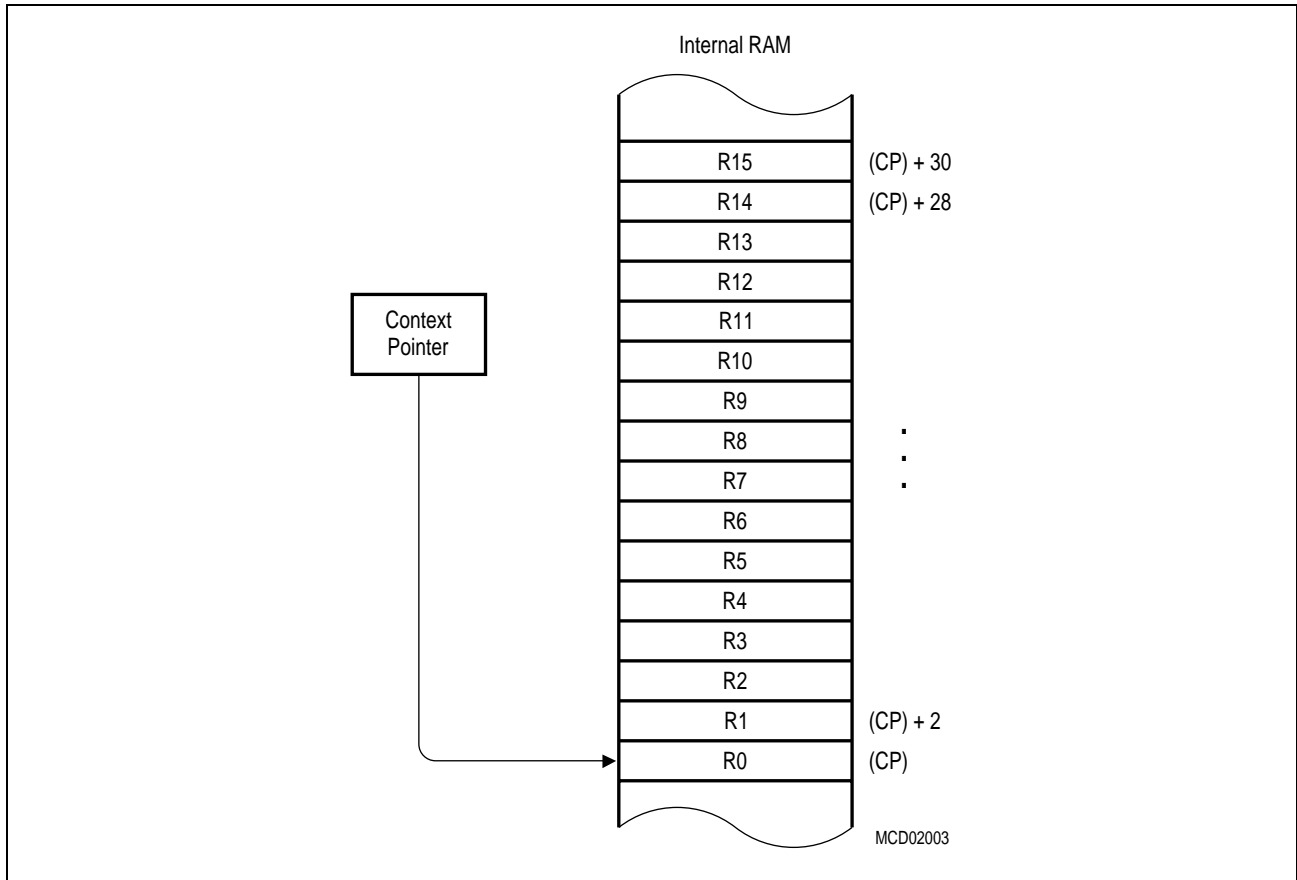 Internal RAM
R15 (CP) + 30
R14 (CP) + 28
R13
R12
Context
Pointer
R11
R10
R9
R8
R7
R6
R5
R4
R3
R2
R1 (CP) + 2
R0 (CP)
MCD02003